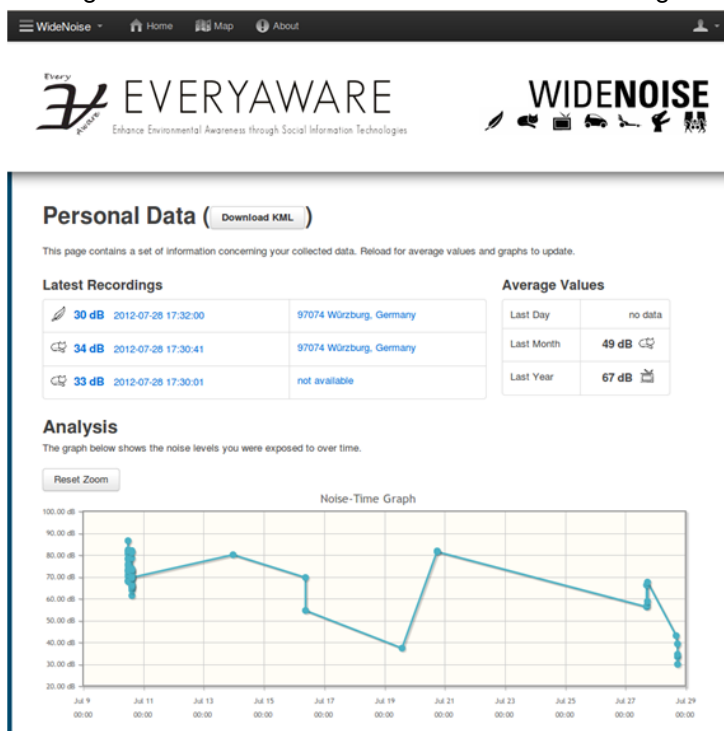 WideNoise Home Map About
Every
Aware
EVERYAWARE
Enhance Environmental Awareness through Social Information Technologies
WIDENOISE
Personal Data ( Download KML )
This page contains a set of information concerning your collected data. Reload for average values and graphs to update.
Latest Recordings
30 dB 2012-07-28 17:32:00 97074 Würzburg, Germany
34 dB 2012-07-28 17:30:41 97074 Würzburg, Germany
33 dB 2012-07-28 17:30:01 not available
Average Values
Last Day no data
Last Month 49 dB
Last Year 67 dB
Analysis
The graph below shows the noise levels you were exposed to over time.
Reset Zoom
Noise-Time Graph
100.00 dB
90.00 dB
80.00 dB
70.00 dB
60.00 dB
50.00 dB
40.00 dB
30.00 dB
20.00 dB
Jul 9 Jul 11 Jul 13 Jul 15 Jul 17 Jul 19 Jul 21 Jul 23 Jul 25 Jul 27 Jul 29
00:00 00:00 00:00 00:00 00:00 00:00 00:00 00:00 00:00 00:00 00:00